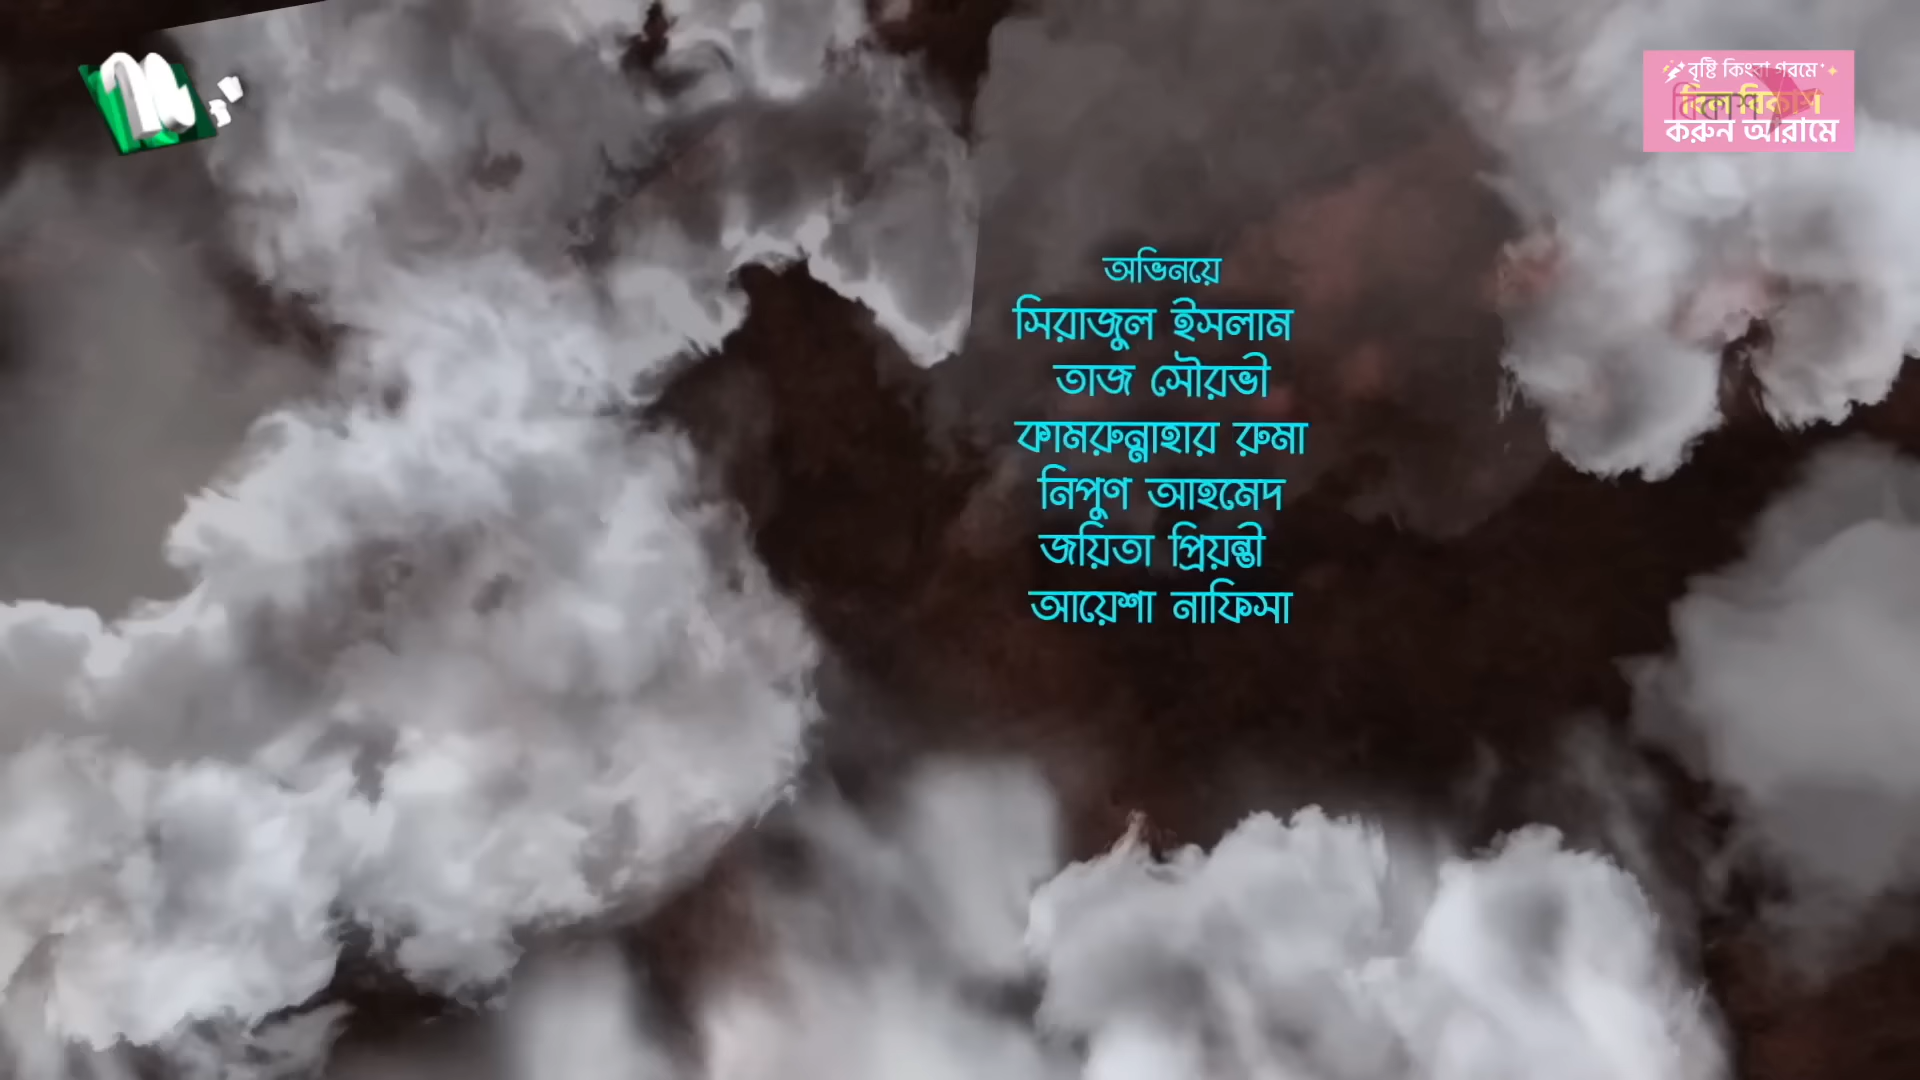 বৃষ্টি কিংবা গরমে
করুন আরামে
অভিনয়ে
সিরাজুল ইসলাম
তাজ সৌরভী
কামরুন্নাহার রুমা
নিপুণ আহমেদ
জয়িতা প্রিয়ন্তী
আয়েশা নাফিসা